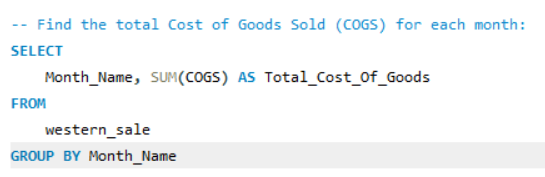 -- Find the total Cost of Goods Sold (COGS) for each month:
SELECT
Month_Name, SUM(COGS) AS Total_Cost_Of_Goods
FROM
western_sale
GROUP BY Month_Name